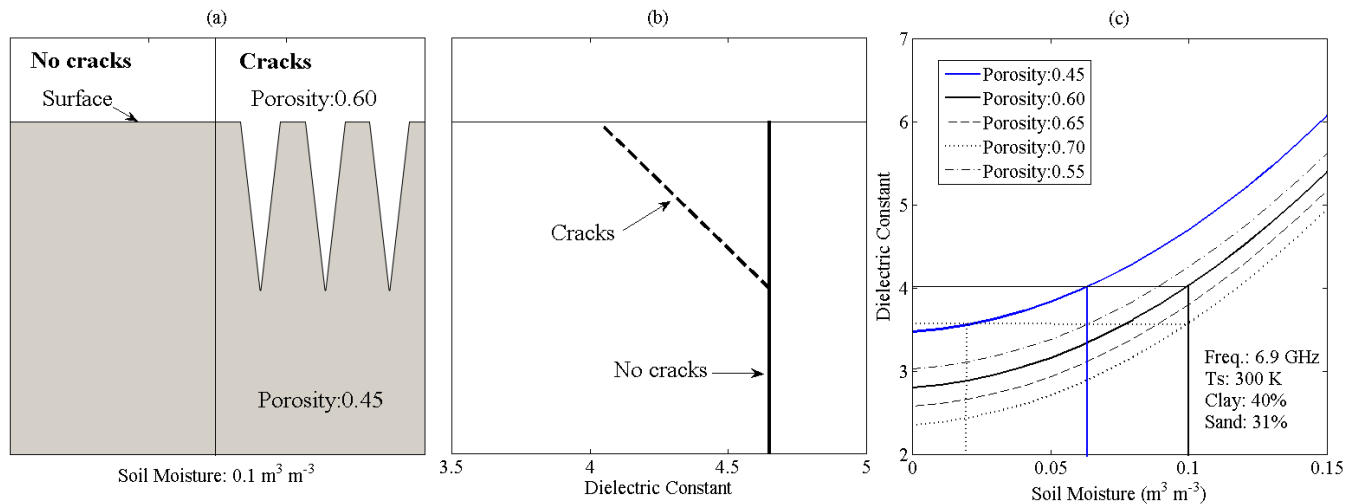 (a)
No cracks
Cracks
Surface
Porosity:0.60
Porosity:0.45
Soil Moisture: 0.1 m³ m⁻³
(b)
Cracks
No cracks
3.5
4
4.5
5
Dielectric Constant
(c)
7
6
5
4
3
2
Dielectric Constant
Porosity:0.45
Porosity:0.60
Porosity:0.65
Porosity:0.70
Porosity:0.55
Freq.: 6.9 GHz
Ts: 300 K
Clay: 40%
Sand: 31%
0
0.05
0.1
0.15
Soil Moisture (m³ m⁻³)